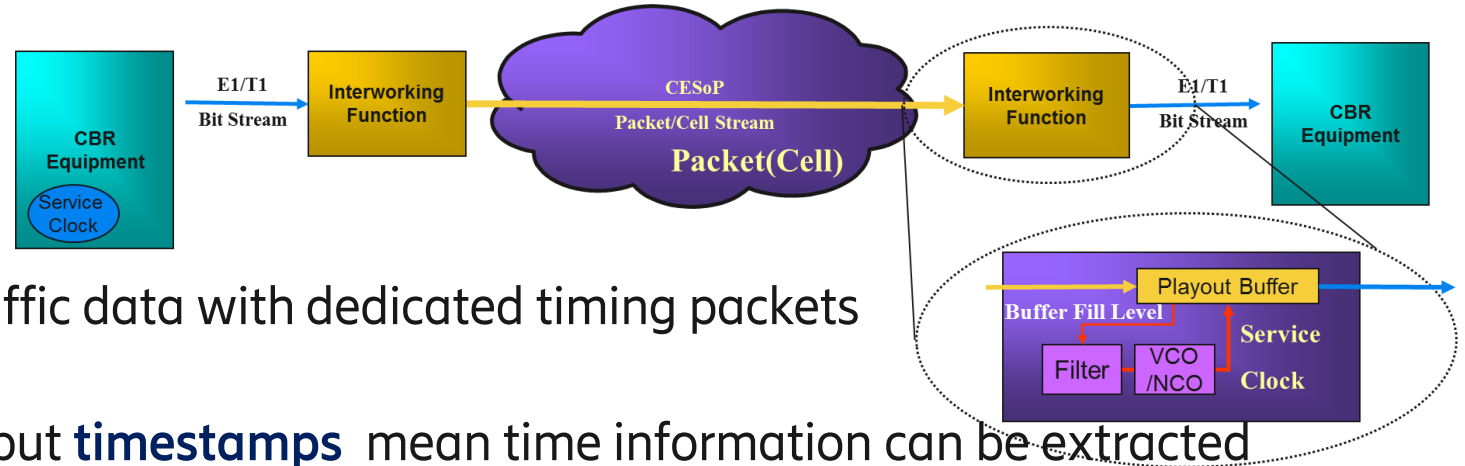 CBR
Equipment
Service
Clock
E1/T1
Bit Stream
Interworking
Function
CESoP
Packet/Cell Stream
Packet(Cell)
Interworking
Function
E1/T1
Bit Stream
CBR
Equipment
Playout Buffer
Buffer Fill Level
Filter
VCO
/NCO
Service
Clock
ffic data with dedicated timing packets
out timestamps mean time information can be extracted